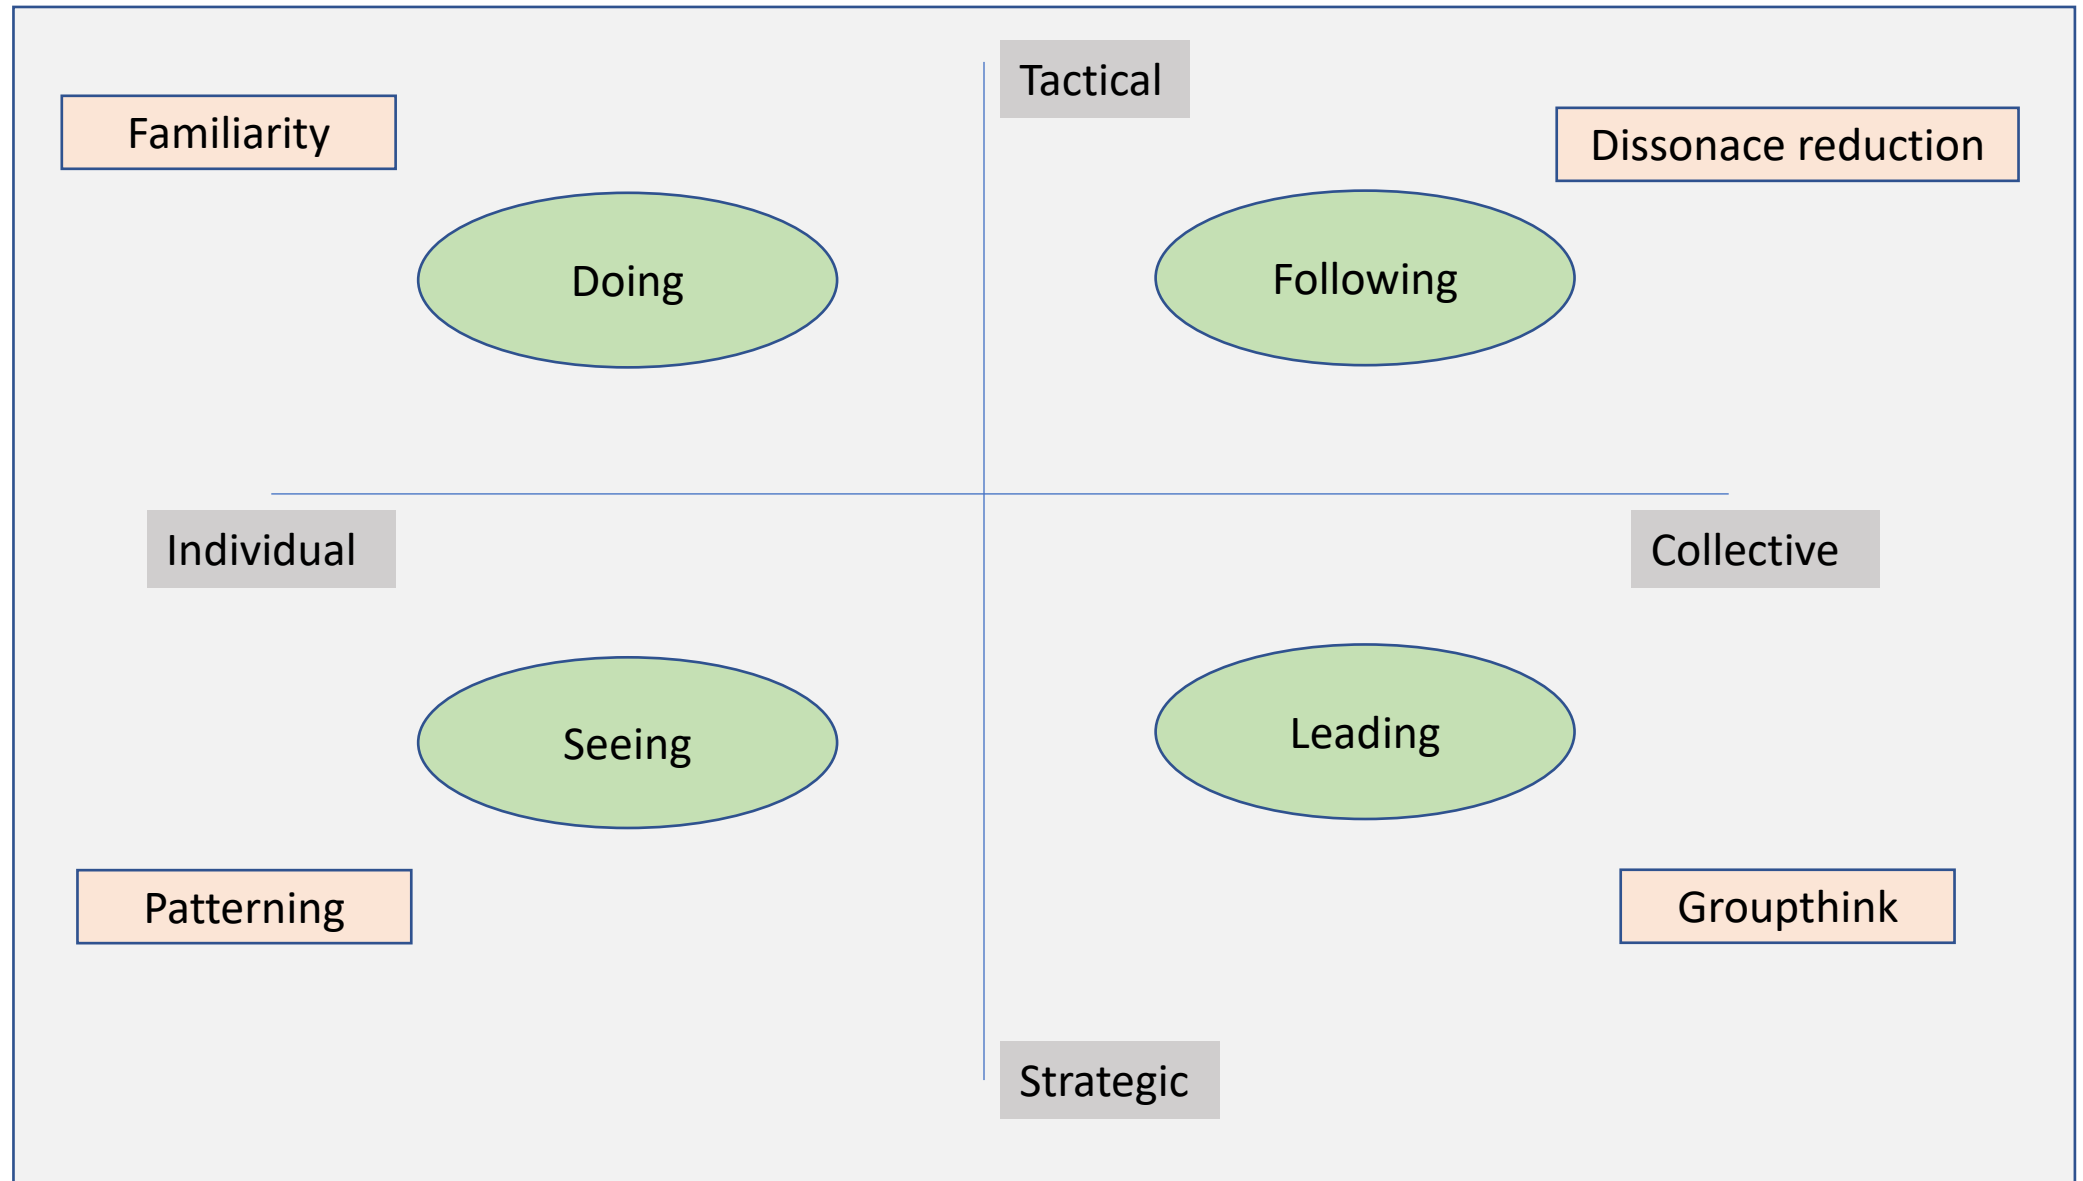 Tactical
Familiarity
Dissonace reduction
Doing
Following
Individual
Collective
Seeing
Leading
Patterning
Groupthink
Strategic